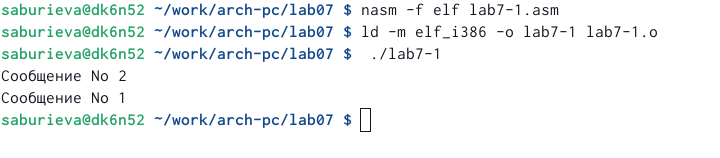 saburieva@dk6n52 ~/work/arch-pc/lab07 $ nasm -f elf lab7-1.asm
saburieva@dk6n52 ~/work/arch-pc/lab07 $ ld -m elf_i386 -o lab7-1 lab7-1.o
saburieva@dk6n52 ~/work/arch-pc/lab07 $  ./lab7-1
Сообщение No 2
Сообщение No 1
saburieva@dk6n52 ~/work/arch-pc/lab07 $